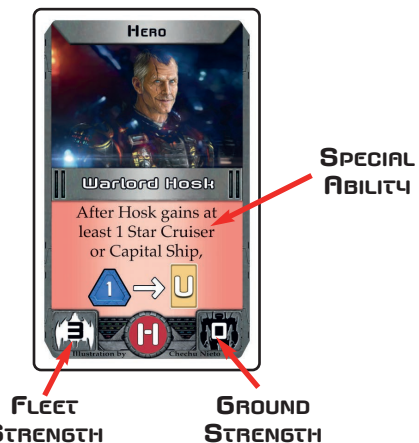 Hero
Warlord Hosk
Special
Ability
After Hosk gains at
least 1 Star Cruiser
or Capital Ship,
1 U
3 H 0
Illustration by Chechu Nieto
Fleet Ground
Strength Strength